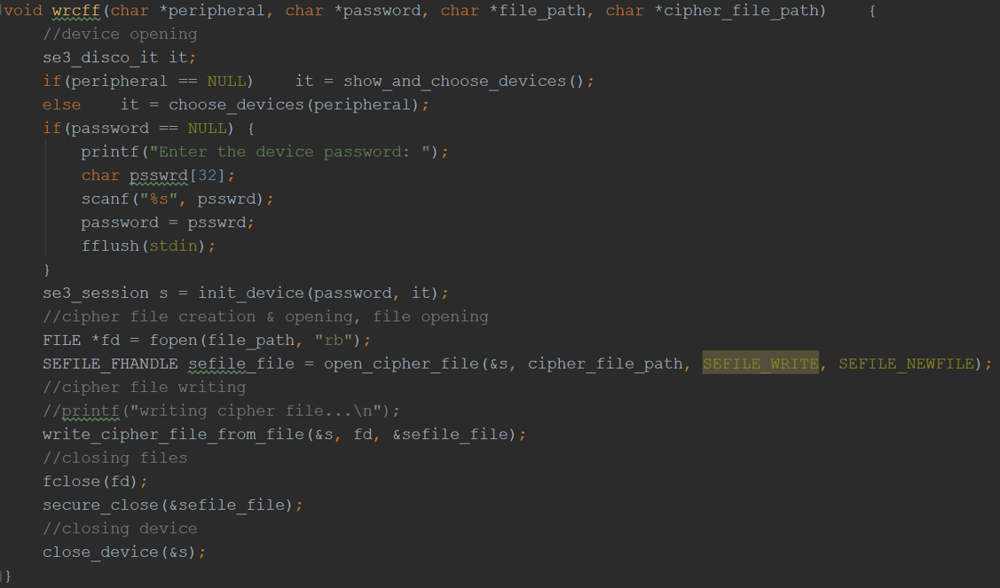 void wrcff(char *peripheral, char *password, char *file_path, char *cipher_file_path)    {
    //device opening
    se3_disco_it it;
    if(peripheral == NULL)    it = show_and_choose_devices();
    else    it = choose_devices(peripheral);
    if(password == NULL) {
        printf("Enter the device password: ");
        char psswrd[32];
        scanf("%s", psswrd);
        password = psswrd;
        fflush(stdin);
    }
    se3_session s = init_device(password, it);
    //cipher file creation & opening, file opening
    FILE *fd = fopen(file_path, "rb");
    SEFILE_FHANDLE sefile_file = open_cipher_file(&s, cipher_file_path, SEFILE_WRITE, SEFILE_NEWFILE);
    //cipher file writing
    //printf("writing cipher file...\n");
    write_cipher_file_from_file(&s, fd, &sefile_file);
    //closing files
    fclose(fd);
    secure_close(&sefile_file);
    //closing device
    close_device(&s);
}